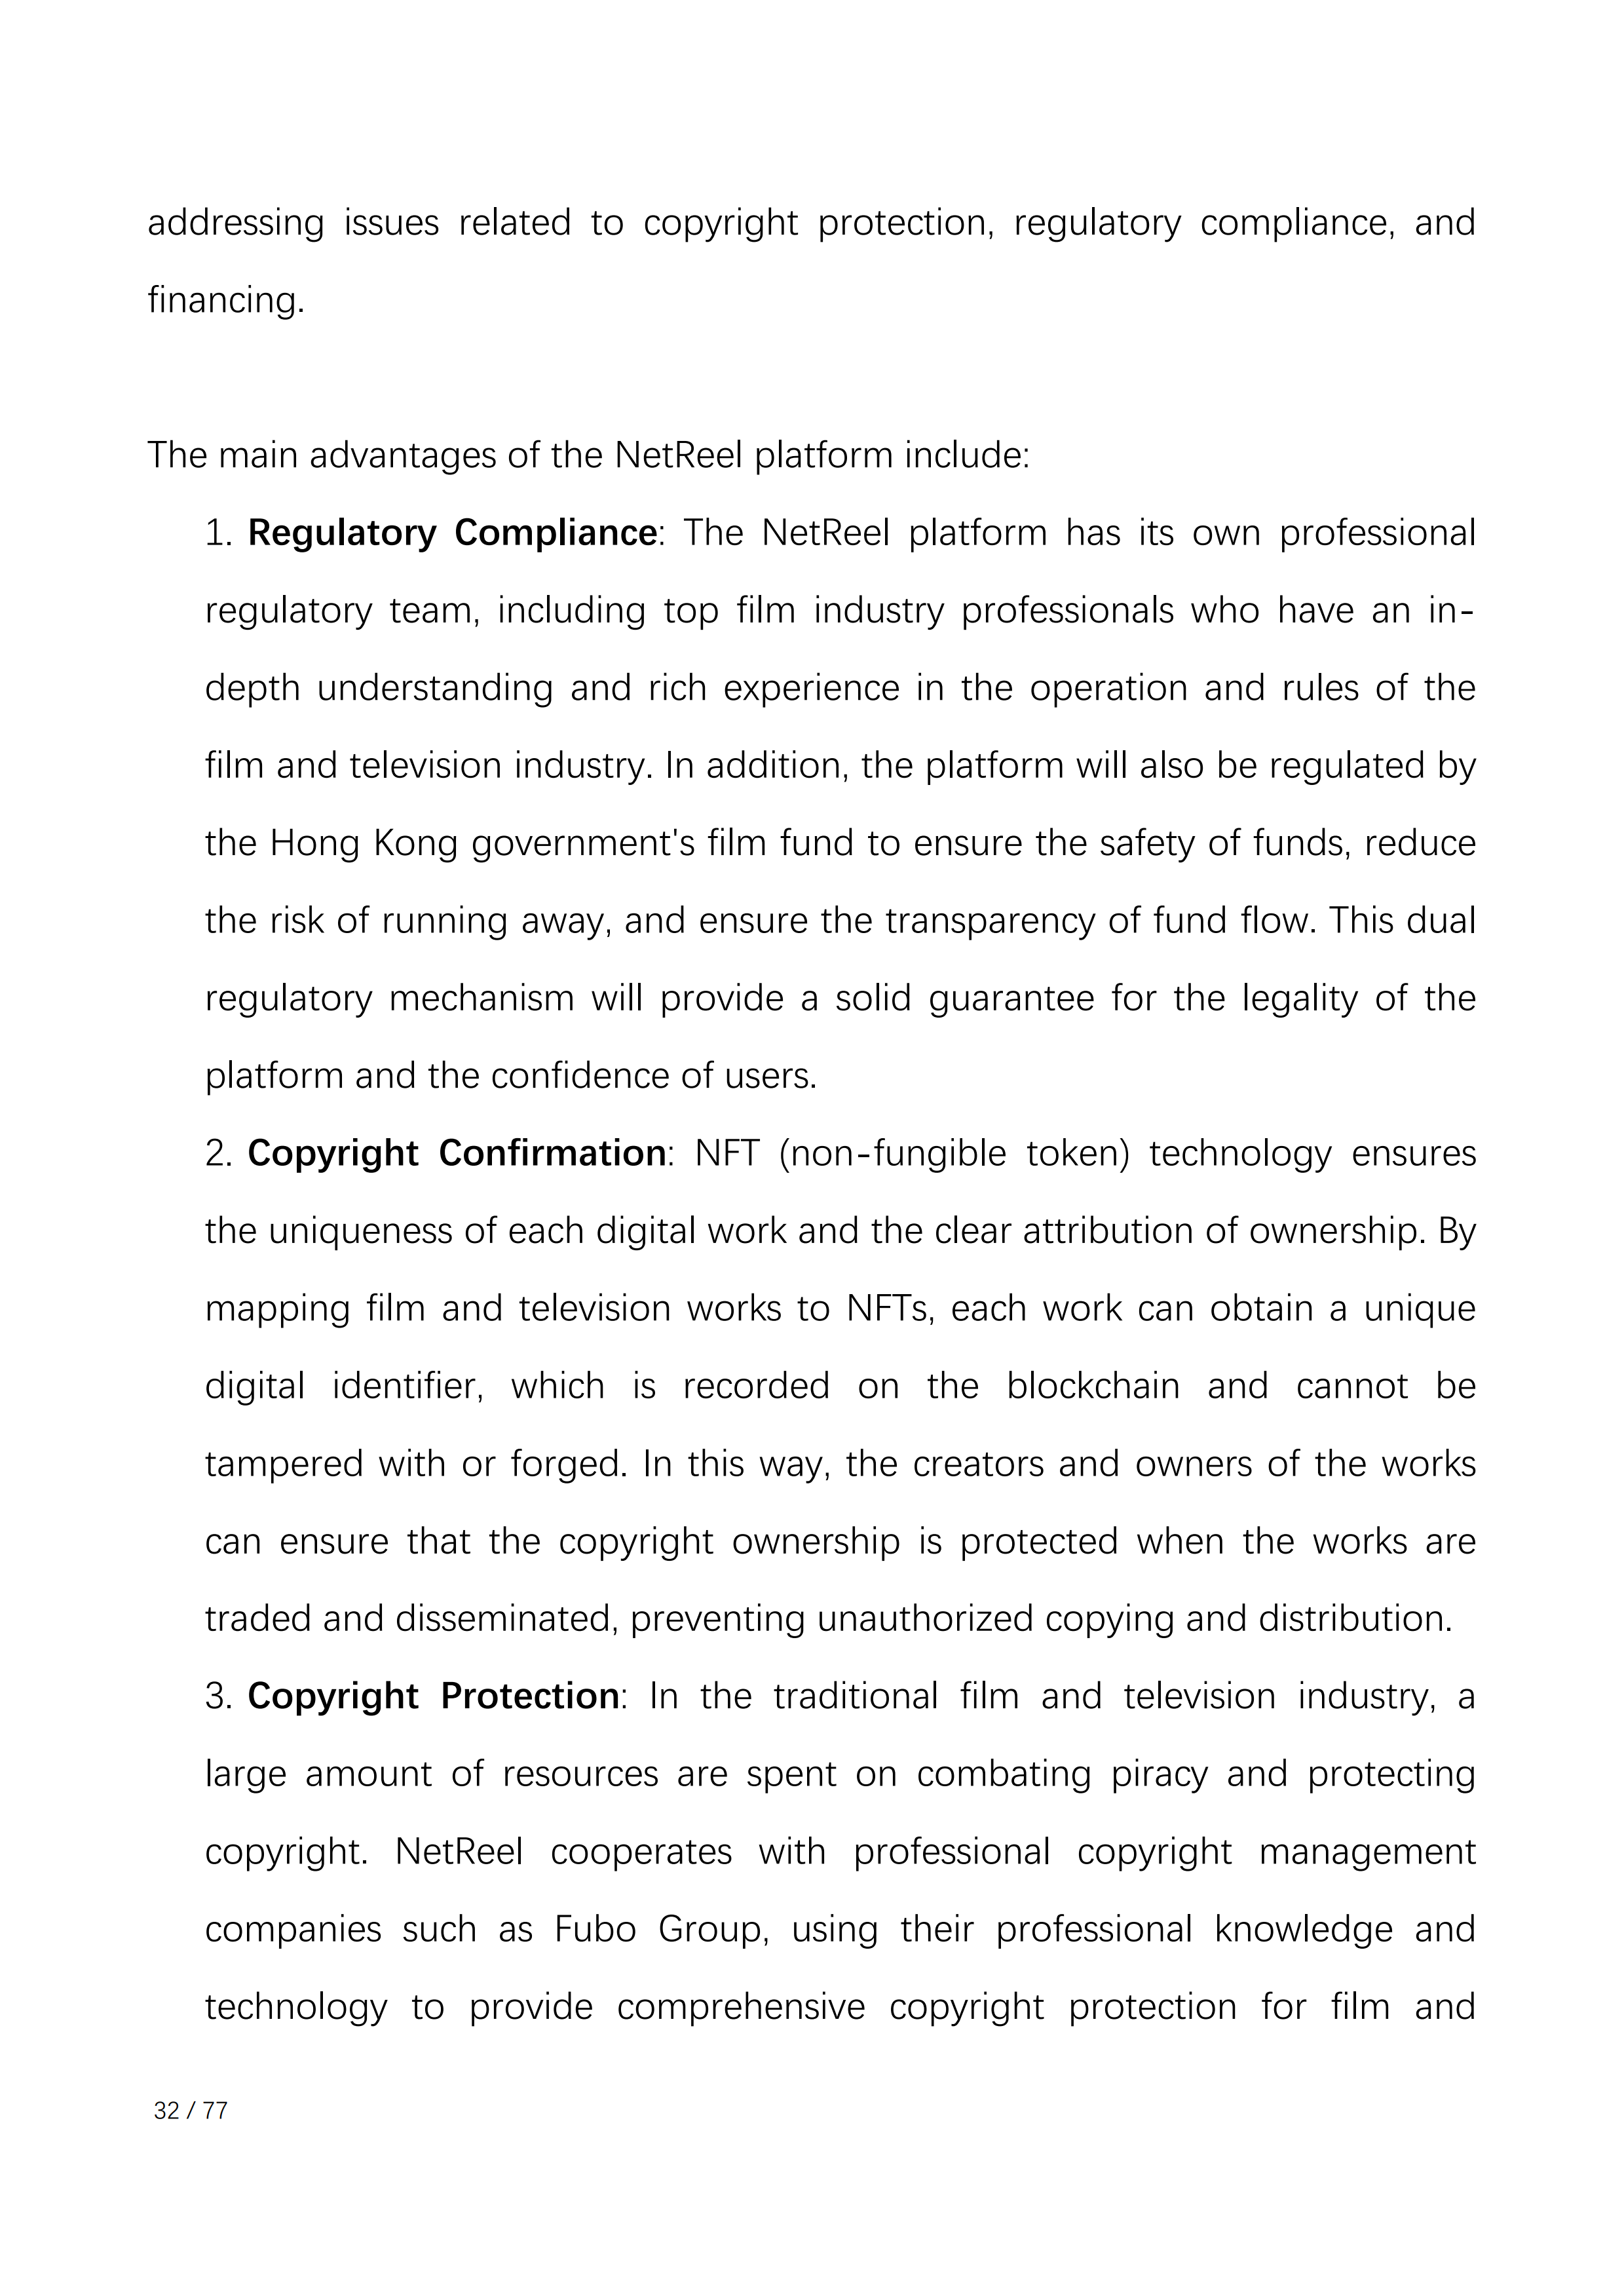 addressing issues related to copyright protection, regulatory compliance, and
financing.
The main advantages of the NetReel platform include:
1. Regulatory Compliance: The NetReel platform has its own professional
regulatory team, including top film industry professionals who have an in-
depth understanding and rich experience in the operation and rules of the
film and television industry. In addition, the platform will also be regulated by
the Hong Kong government's film fund to ensure the safety of funds, reduce
the risk of running away, and ensure the transparency of fund flow. This dual
regulatory mechanism will provide a solid guarantee for the legality of the
platform and the confidence of users.
2. Copyright Confirmation: NFT (non-fungible token) technology ensures
the uniqueness of each digital work and the clear attribution of ownership. By
mapping film and television works to NFTs, each work can obtain a unique
digital identifier, which is recorded on the blockchain and cannot be
tampered with or forged. In this way, the creators and owners of the works
can ensure that the copyright ownership is protected when the works are
traded and disseminated, preventing unauthorized copying and distribution.
3. Copyright Protection: In the traditional film and television industry, a
large amount of resources are spent on combating piracy and protecting
copyright. NetReel cooperates with professional copyright management
companies such as Fubo Group, using their professional knowledge and
technology to provide comprehensive copyright protection for film and
32 / 77